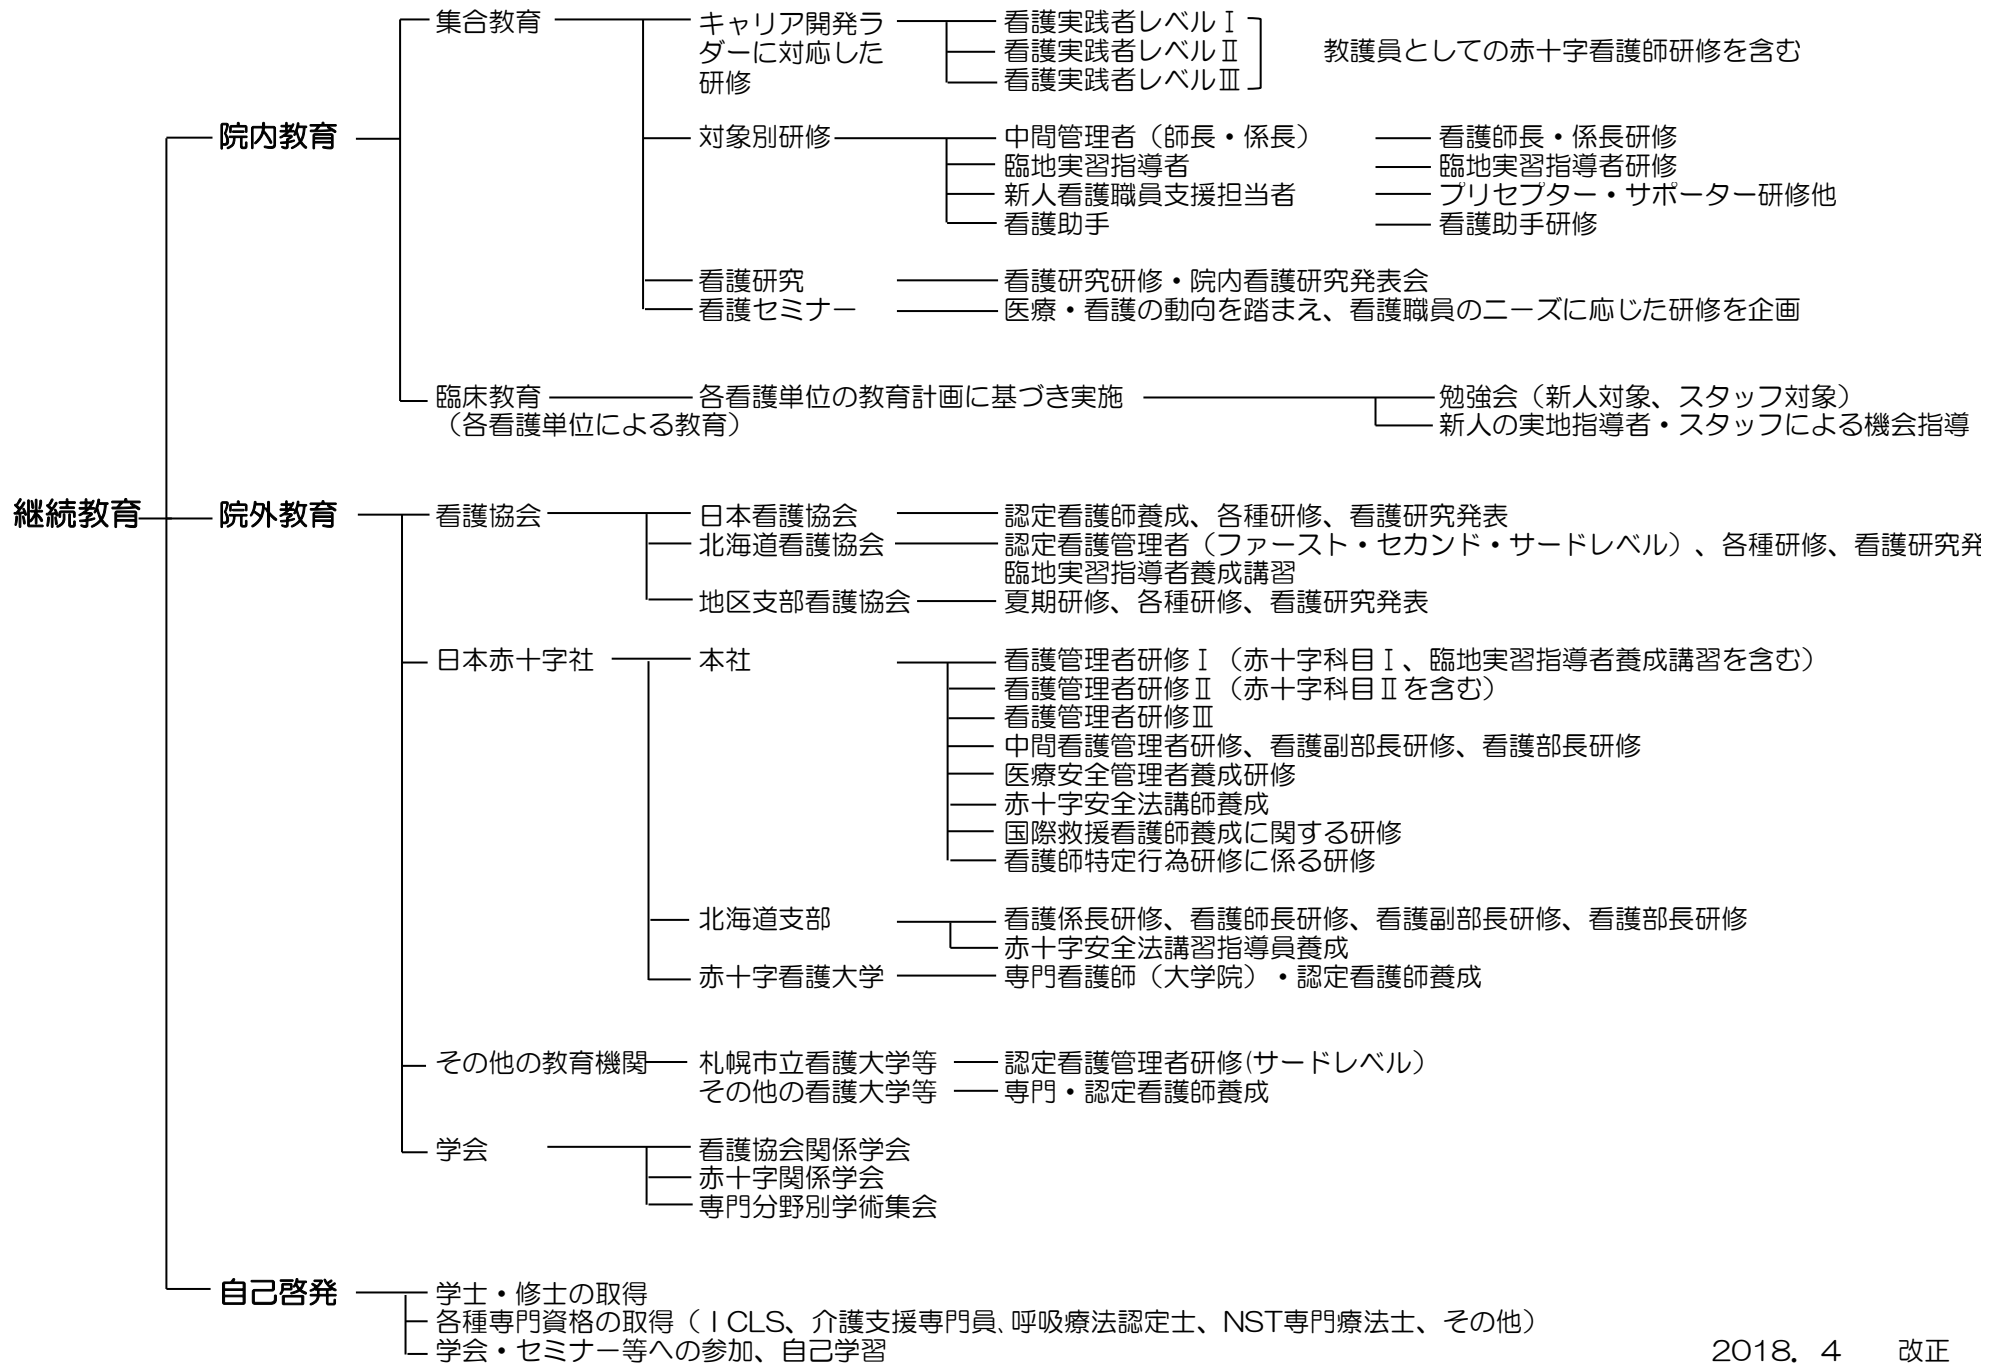 集合教育 キャリア開発ラ 看護実践者レベルⅠ
ダーに対応した 看護実践者レベルⅡ 教護員としての赤十字看護師研修を含む
研修 看護実践者レベルⅢ
院内教育 対象別研修 中間管理者（師長・係長） 看護師長・係長研修
臨地実習指導者 臨地実習指導者研修
新人看護職員支援担当者 プリセプター・サポーター研修他
看護助手 看護助手研修
看護研究 看護研究研修・院内看護研究発表会
看護セミナー 医療・看護の動向を踏まえ、看護職員のニーズに応じた研修を企画
臨床教育 各看護単位の教育計画に基づき実施 勉強会（新人対象、スタッフ対象）
（各看護単位による教育） 新人の実地指導者・スタッフによる機会指導
継続教育 院外教育 看護協会 日本看護協会 認定看護師養成、各種研修、看護研究発表
北海道看護協会 認定看護管理者（ファースト・セカンド・サードレベル）、各種研修、看護研究発
臨地実習指導者養成講習
地区支部看護協会 夏期研修、各種研修、看護研究発表
日本赤十字社 本社 看護管理者研修Ⅰ（赤十字科目Ⅰ、臨地実習指導者養成講習を含む）
看護管理者研修Ⅱ（赤十字科目Ⅱを含む）
看護管理者研修Ⅲ
中間看護管理者研修、看護副部長研修、看護部長研修
医療安全管理者養成研修
赤十字安全法講師養成
国際救援看護師養成に関する研修
看護師特定行為研修に係る研修
北海道支部 看護係長研修、看護師長研修、看護副部長研修、看護部長研修
赤十字安全法講習指導員養成
赤十字看護大学 専門看護師（大学院）・認定看護師養成
その他の教育機関 札幌市立看護大学等 認定看護管理者研修(サードレベル）
その他の看護大学等 専門・認定看護師養成
学会 看護協会関係学会
赤十字関係学会
専門分野別学術集会
自己啓発 学士・修士の取得
各種専門資格の取得（ＩCLS、介護支援専門員､呼吸療法認定士、NST専門療法士、その他）
学会・セミナー等への参加、自己学習
2018．4 改正